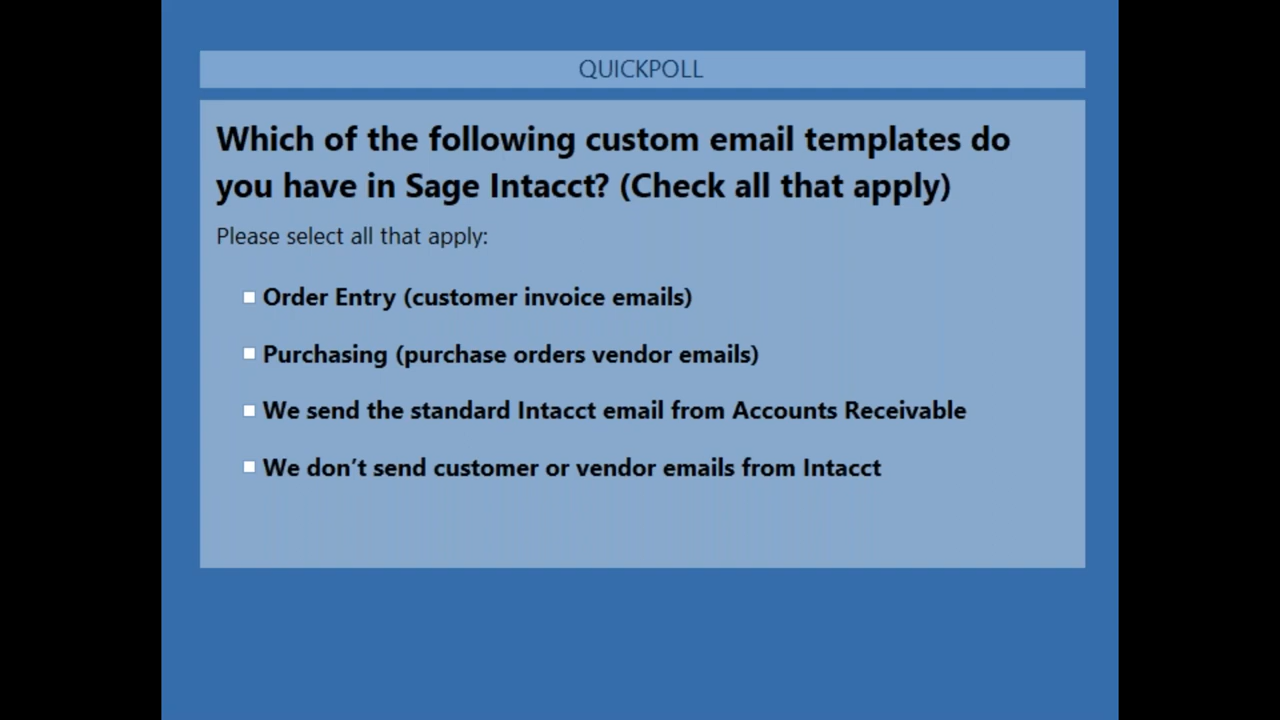 QUICKPOLL
Which of the following custom email templates do
you have in Sage Intacct? (Check all that apply)
Please select all that apply:
Order Entry (customer invoice emails)
Purchasing (purchase orders vendor emails)
We send the standard Intacct email from Accounts Receivable
We don’t send customer or vendor emails from Intacct